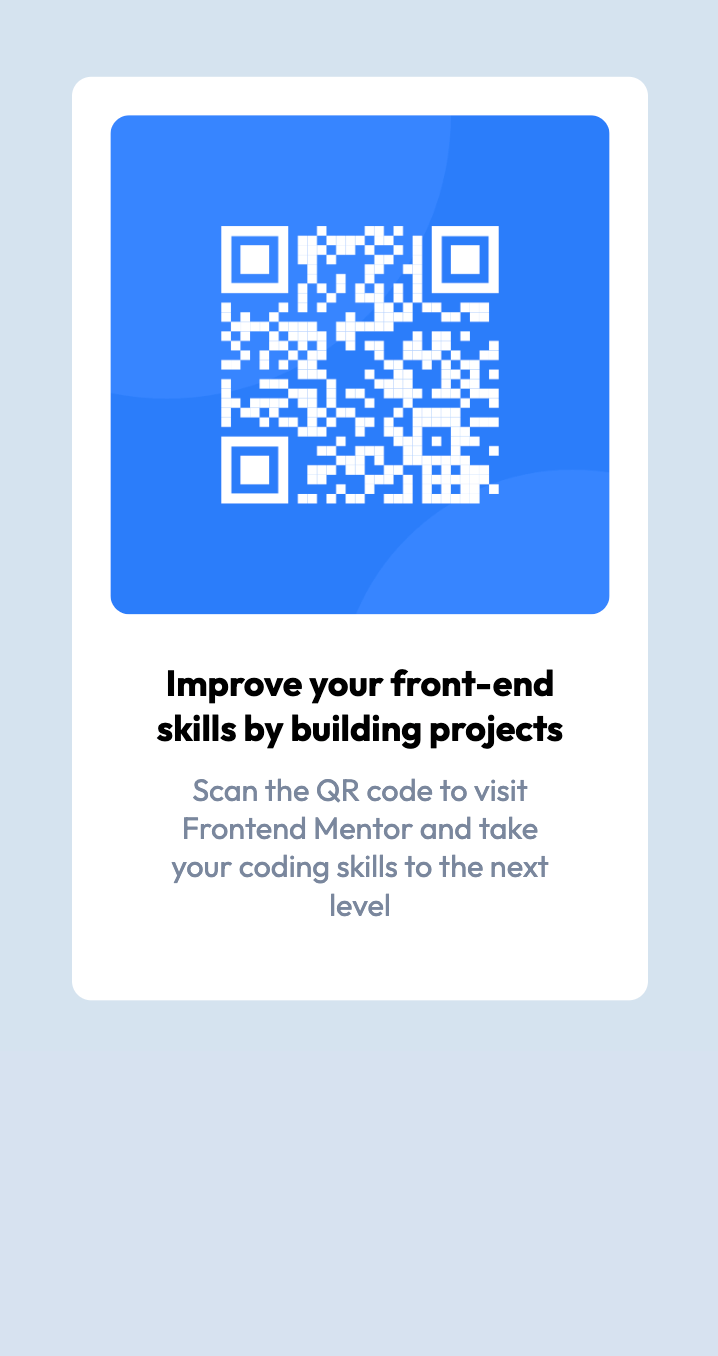 Improve your front-end
skills by building projects
Scan the QR code to visit
Frontend Mentor and take
your coding skills to the next
level